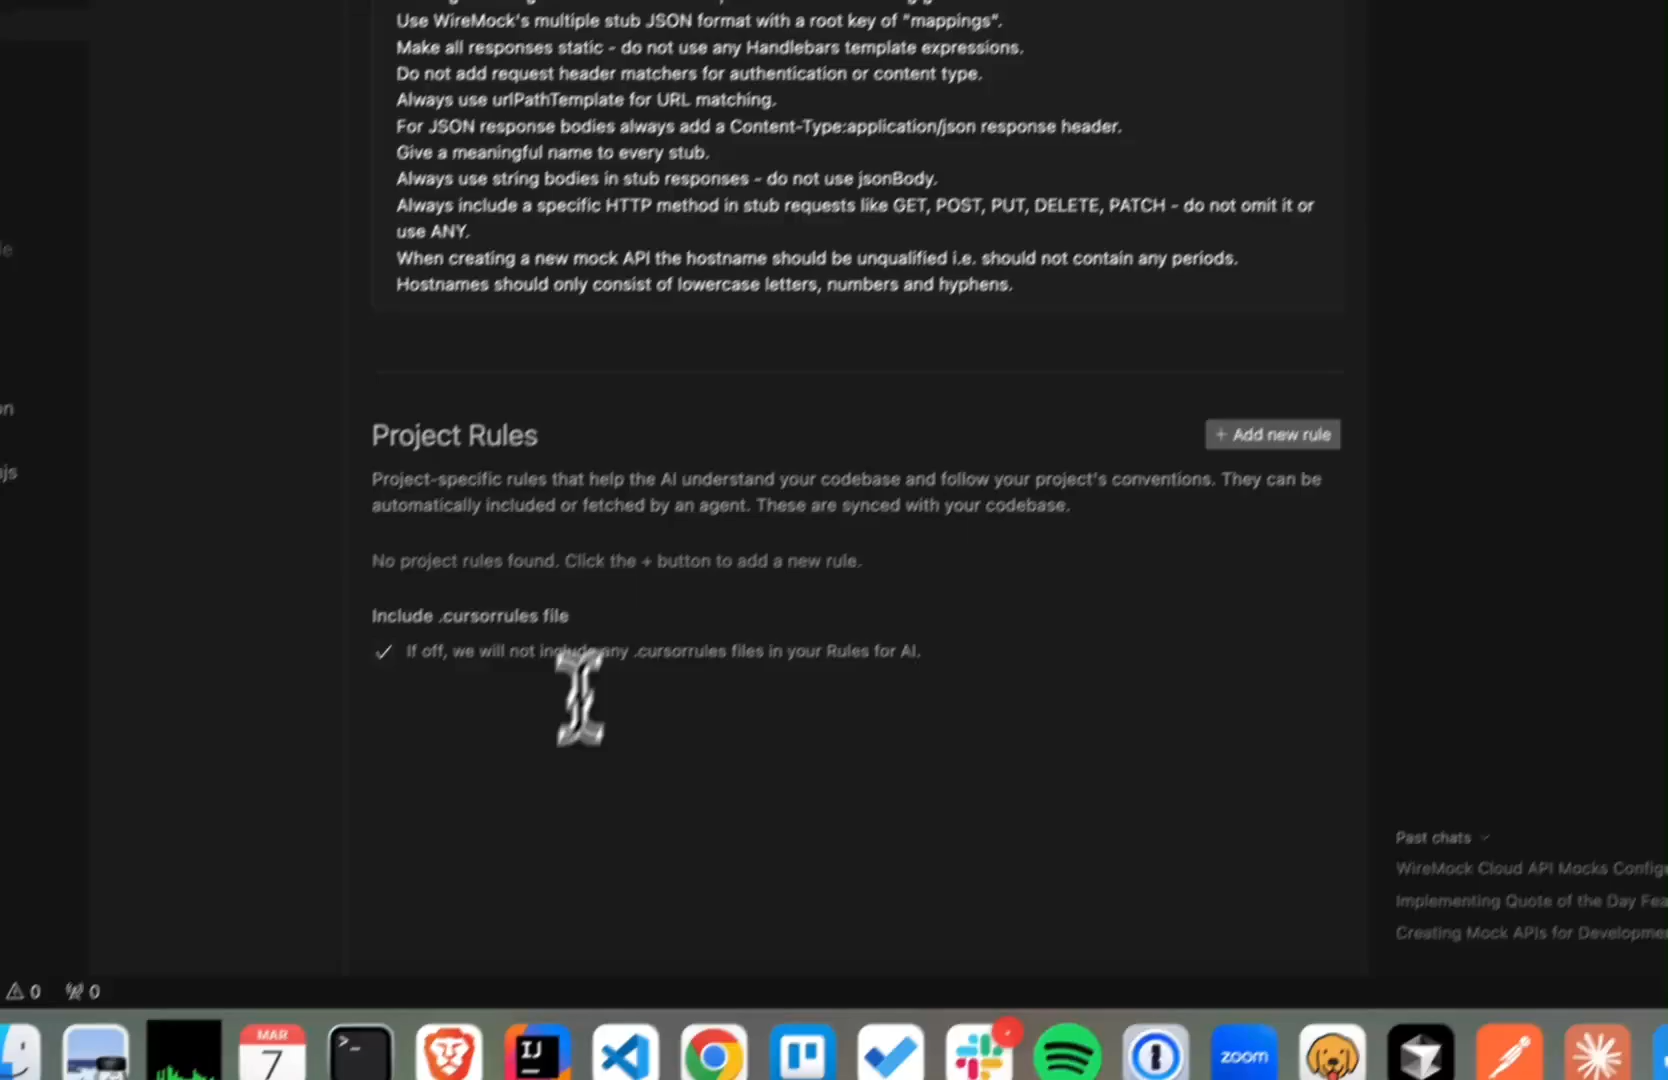 Use WireMock's multiple stub JSON format with a root key of "mappings".
Make all responses static - do not use any Handlebars template expressions.
Do not add request header matchers for authentication or content type.
Always use urlPathTemplate for URL matching.
For JSON response bodies always add a Content-Type:application/json response header.
Give a meaningful name to every stub.
Always use string bodies in stub responses - do not use jsonBody.
Always include a specific HTTP method in stub requests like GET, POST, PUT, DELETE, PATCH - do not omit it or
use ANY.
When creating a new mock API the hostname should be unqualified i.e. should not contain any periods.
Hostnames should only consist of lowercase letters, numbers and hyphens.
Project Rules
+ Add new rule
Project-specific rules that help the AI understand your codebase and follow your project's conventions. They can be
automatically included or fetched by an agent. These are synced with your codebase.
No project rules found. Click the + button to add a new rule.
Include .cursorrules file
If off, we will not include any .cursorrules files in your Rules for AI.
Past chats
WireMock Cloud API Mocks Config
Implementing Quote of the Day Fea
Creating Mock APIs for Developme
0 0
MAR
7
>_
IJ
zoom